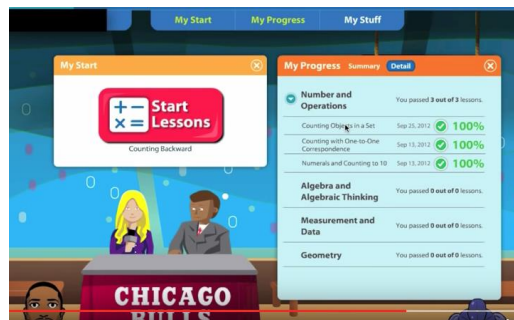 My Start
My Progress
My Stuff
My Start
+ −
× =
Start
Lessons
Counting Backward
My Progress Summary Detail
Number and
Operations
You passed 3 out of 3 lessons.
Counting Objects in a Set Sep 25, 2012 100%
Counting with One-to-One
Correspondence
Sep 13, 2012 100%
Numerals and Counting to 10 Sep 13, 2012 100%
Algebra and
Algebraic Thinking
You passed 0 out of 0 lessons.
Measurement and
Data
You passed 0 out of 0 lessons.
Geometry You passed 0 out of 0 lessons.
CHICAGO
BULLS